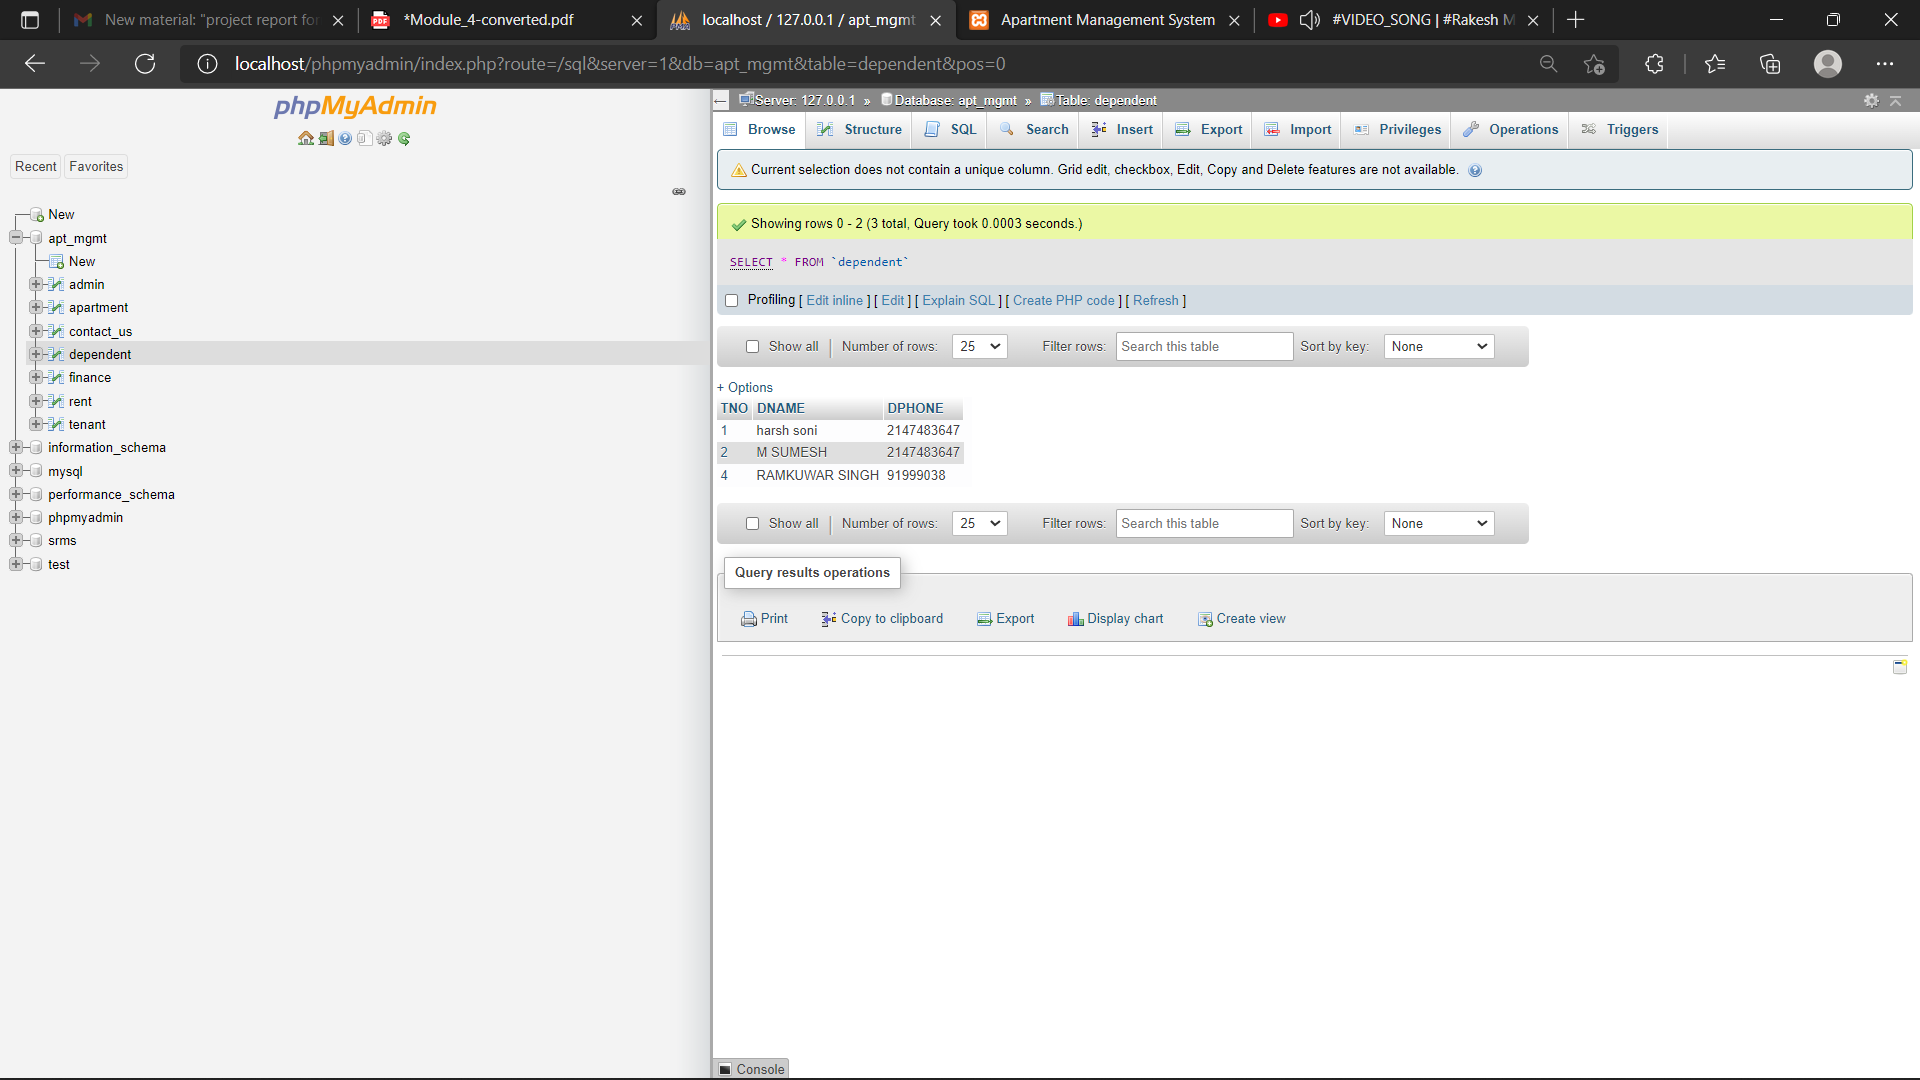 New material: "project report for
*Module_4-converted.pdf
localhost / 127.0.0.1 / apt_mgmt
Apartment Management System
#VIDEO_SONG | #Rakesh M
localhost/phpmyadmin/index.php?route=/sql&server=1&db=apt_mgmt&table=dependent&pos=0
phpMyAdmin
Recent
Favorites
New
apt_mgmt
New
admin
apartment
contact_us
dependent
finance
rent
tenant
information_schema
mysql
performance_schema
phpmyadmin
srms
test
Server: 127.0.0.1 » Database: apt_mgmt » Table: dependent
Browse Structure SQL Search Insert Export Import Privileges Operations Triggers
Current selection does not contain a unique column. Grid edit, checkbox, Edit, Copy and Delete features are not available.
Showing rows 0 - 2 (3 total, Query took 0.0003 seconds.)
SELECT * FROM `dependent`
Profiling [ Edit inline ] [ Edit ] [ Explain SQL ] [ Create PHP code ] [ Refresh ]
Show all | Number of rows: 25 Filter rows: Search this table Sort by key: None
+ Options
TNO DNAME DPHONE
1 harsh soni 2147483647
2 M SUMESH 2147483647
4 RAMKUWAR SINGH 91999038
Show all | Number of rows: 25 Filter rows: Search this table Sort by key: None
Query results operations
Print Copy to clipboard Export Display chart Create view
Console